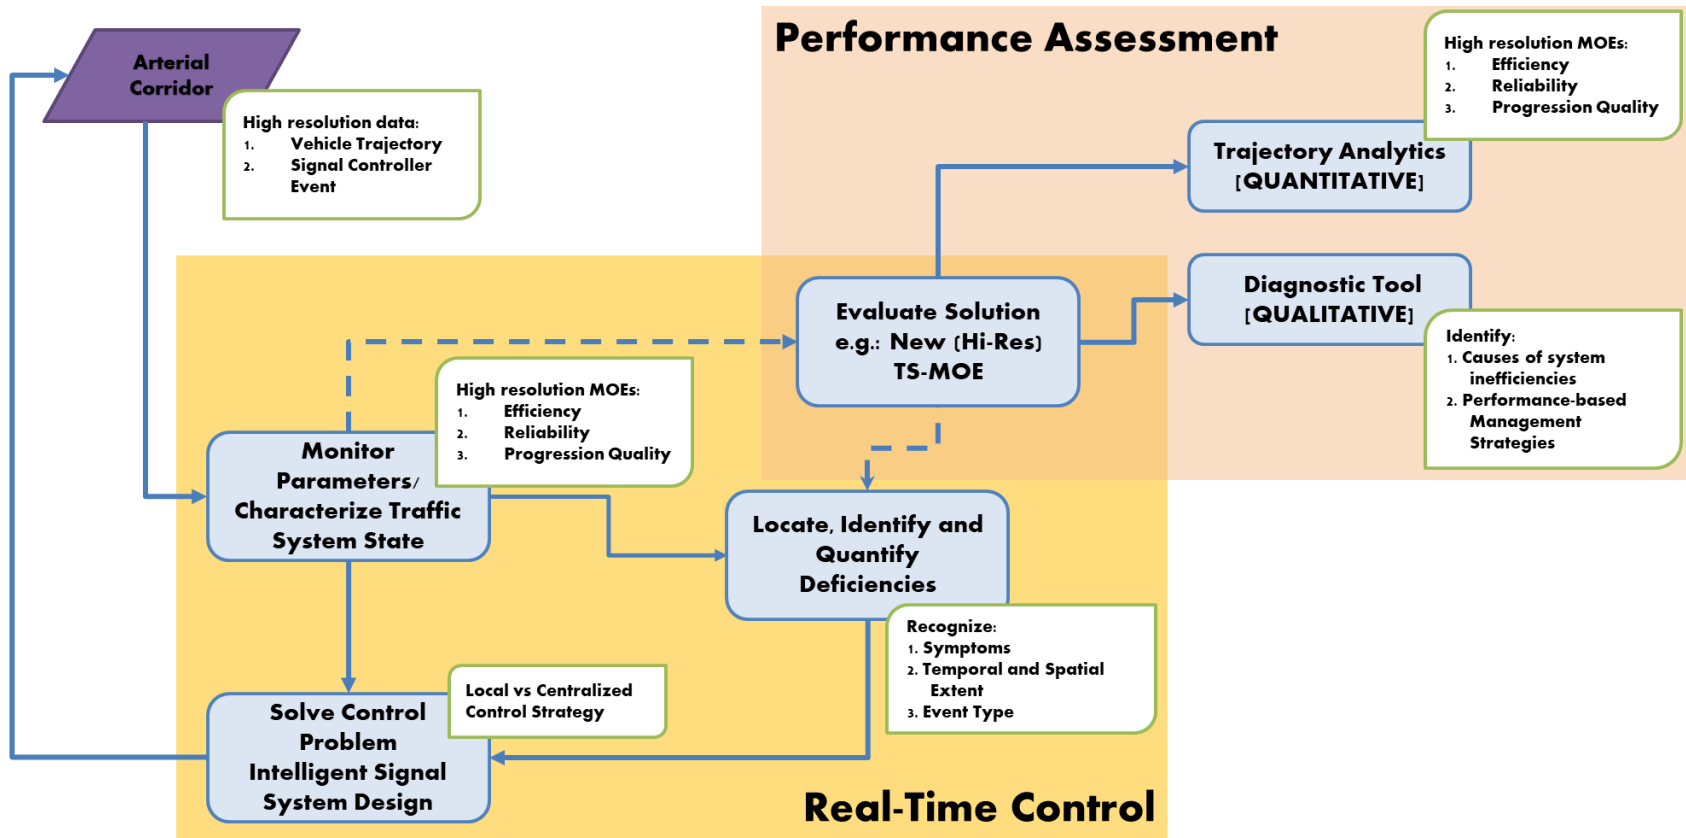 Performance Assessment
Arterial
Corridor
High resolution data:
1. Vehicle Trajectory
2. Signal Controller
Event
High resolution MOEs:
1. Efficiency
2. Reliability
3. Progression Quality
Trajectory Analytics
[QUANTITATIVE]
Diagnostic Tool
[QUALITATIVE]
Identify:
1. Causes of system
inefficiencies
2. Performance-based
Management
Strategies
Evaluate Solution
e.g.: New (Hi-Res)
TS-MOE
High resolution MOEs:
1. Efficiency
2. Reliability
3. Progression Quality
Monitor
Parameters/
Characterize Traffic
System State
Locate, Identify and
Quantify
Deficiencies
Recognize:
1. Symptoms
2. Temporal and Spatial
Extent
3. Event Type
Local vs Centralized
Control Strategy
Solve Control
Problem
Intelligent Signal
System Design
Real-Time Control